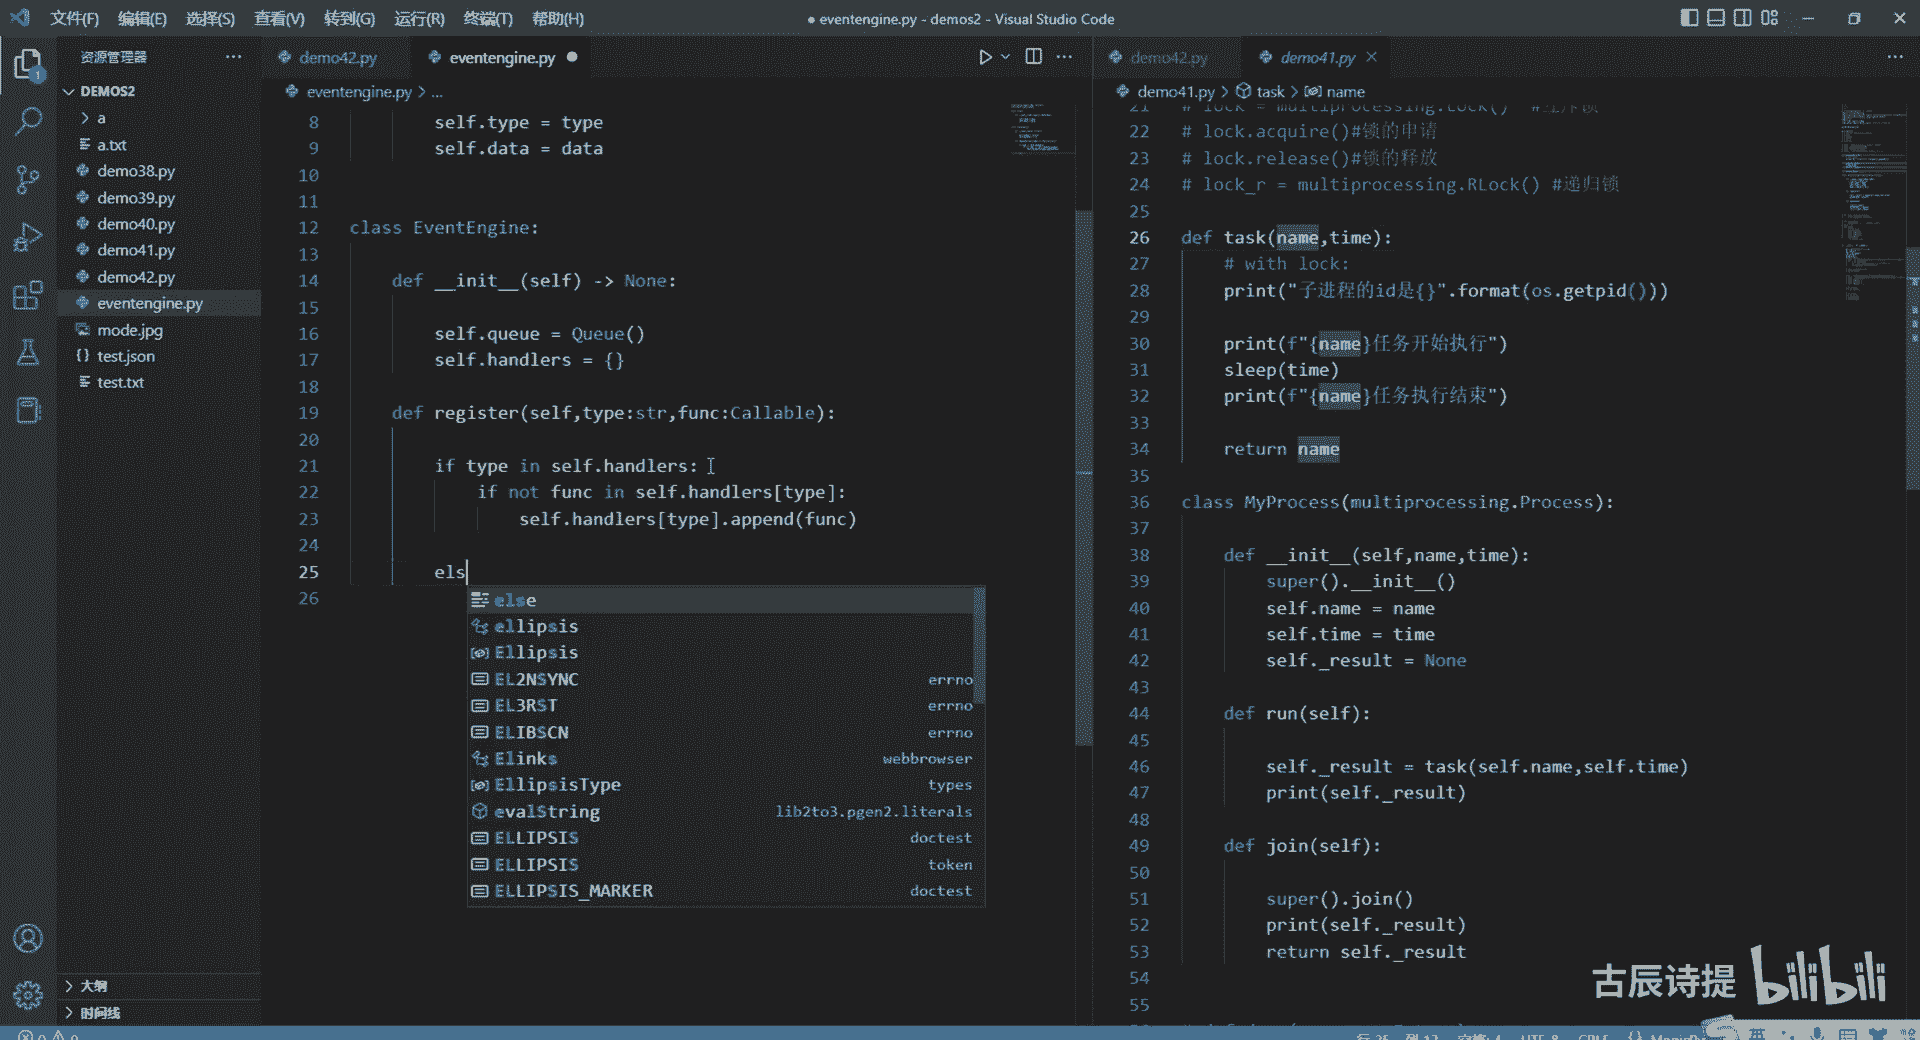 文件(F) 编辑(E) 选择(S) 查看(V) 转到(G) 运行(R) 终端(T) 帮助(H)
● eventengine.py - demos2 - Visual Studio Code
资源管理器
1
DEMOS2
a
a.txt
demo38.py
demo39.py
demo40.py
demo41.py
demo42.py
eventengine.py
mode.jpg
test.json
test.txt
大纲
时间线
demo42.py
eventengine.py
eventengine.py > ...
8 self.type = type
9 self.data = data
10
11
12 class EventEngine:
13
14 def __init__(self) -> None:
15
16 self.queue = Queue()
17 self.handlers = {}
18
19 def register(self,type:str,func:Callable):
20
21 if type in self.handlers:
22 if not func in self.handlers[type]:
23 self.handlers[type].append(func)
24
25 els
26
else
ellipsis
Ellipsis
EL2NSYNC errno
EL3RST errno
ELIBSCN errno
Elinks webbrowser
EllipsisType types
evalString lib2to3.pgen2.literals
ELLIPSIS doctest
ELLIPSIS token
ELLIPSIS_MARKER doctest
demo42.py
demo41.py
demo41.py > task > name
21 # lock = multiprocessing.Lock()
22 # lock.acquire()#锁的申请
23 # lock.release()#锁的释放
24 # lock_r = multiprocessing.RLock() #递归锁
25
26 def task(name,time):
27 # with lock:
28 print("子进程的id是{}".format(os.getpid()))
29
30 print(f"{name}任务开始执行")
31 sleep(time)
32 print(f"{name}任务执行结束")
33
34 return name
35
36 class MyProcess(multiprocessing.Process):
37
38 def __init__(self,name,time):
39 super().__init__()
40 self.name = name
41 self.time = time
42 self._result = None
43
44 def run(self):
45
46 self._result = task(self.name,self.time)
47 print(self._result)
48
49 def join(self):
50
51 super().join()
52 print(self._result)
53 return self._result
54
55
古辰诗提 bilibili